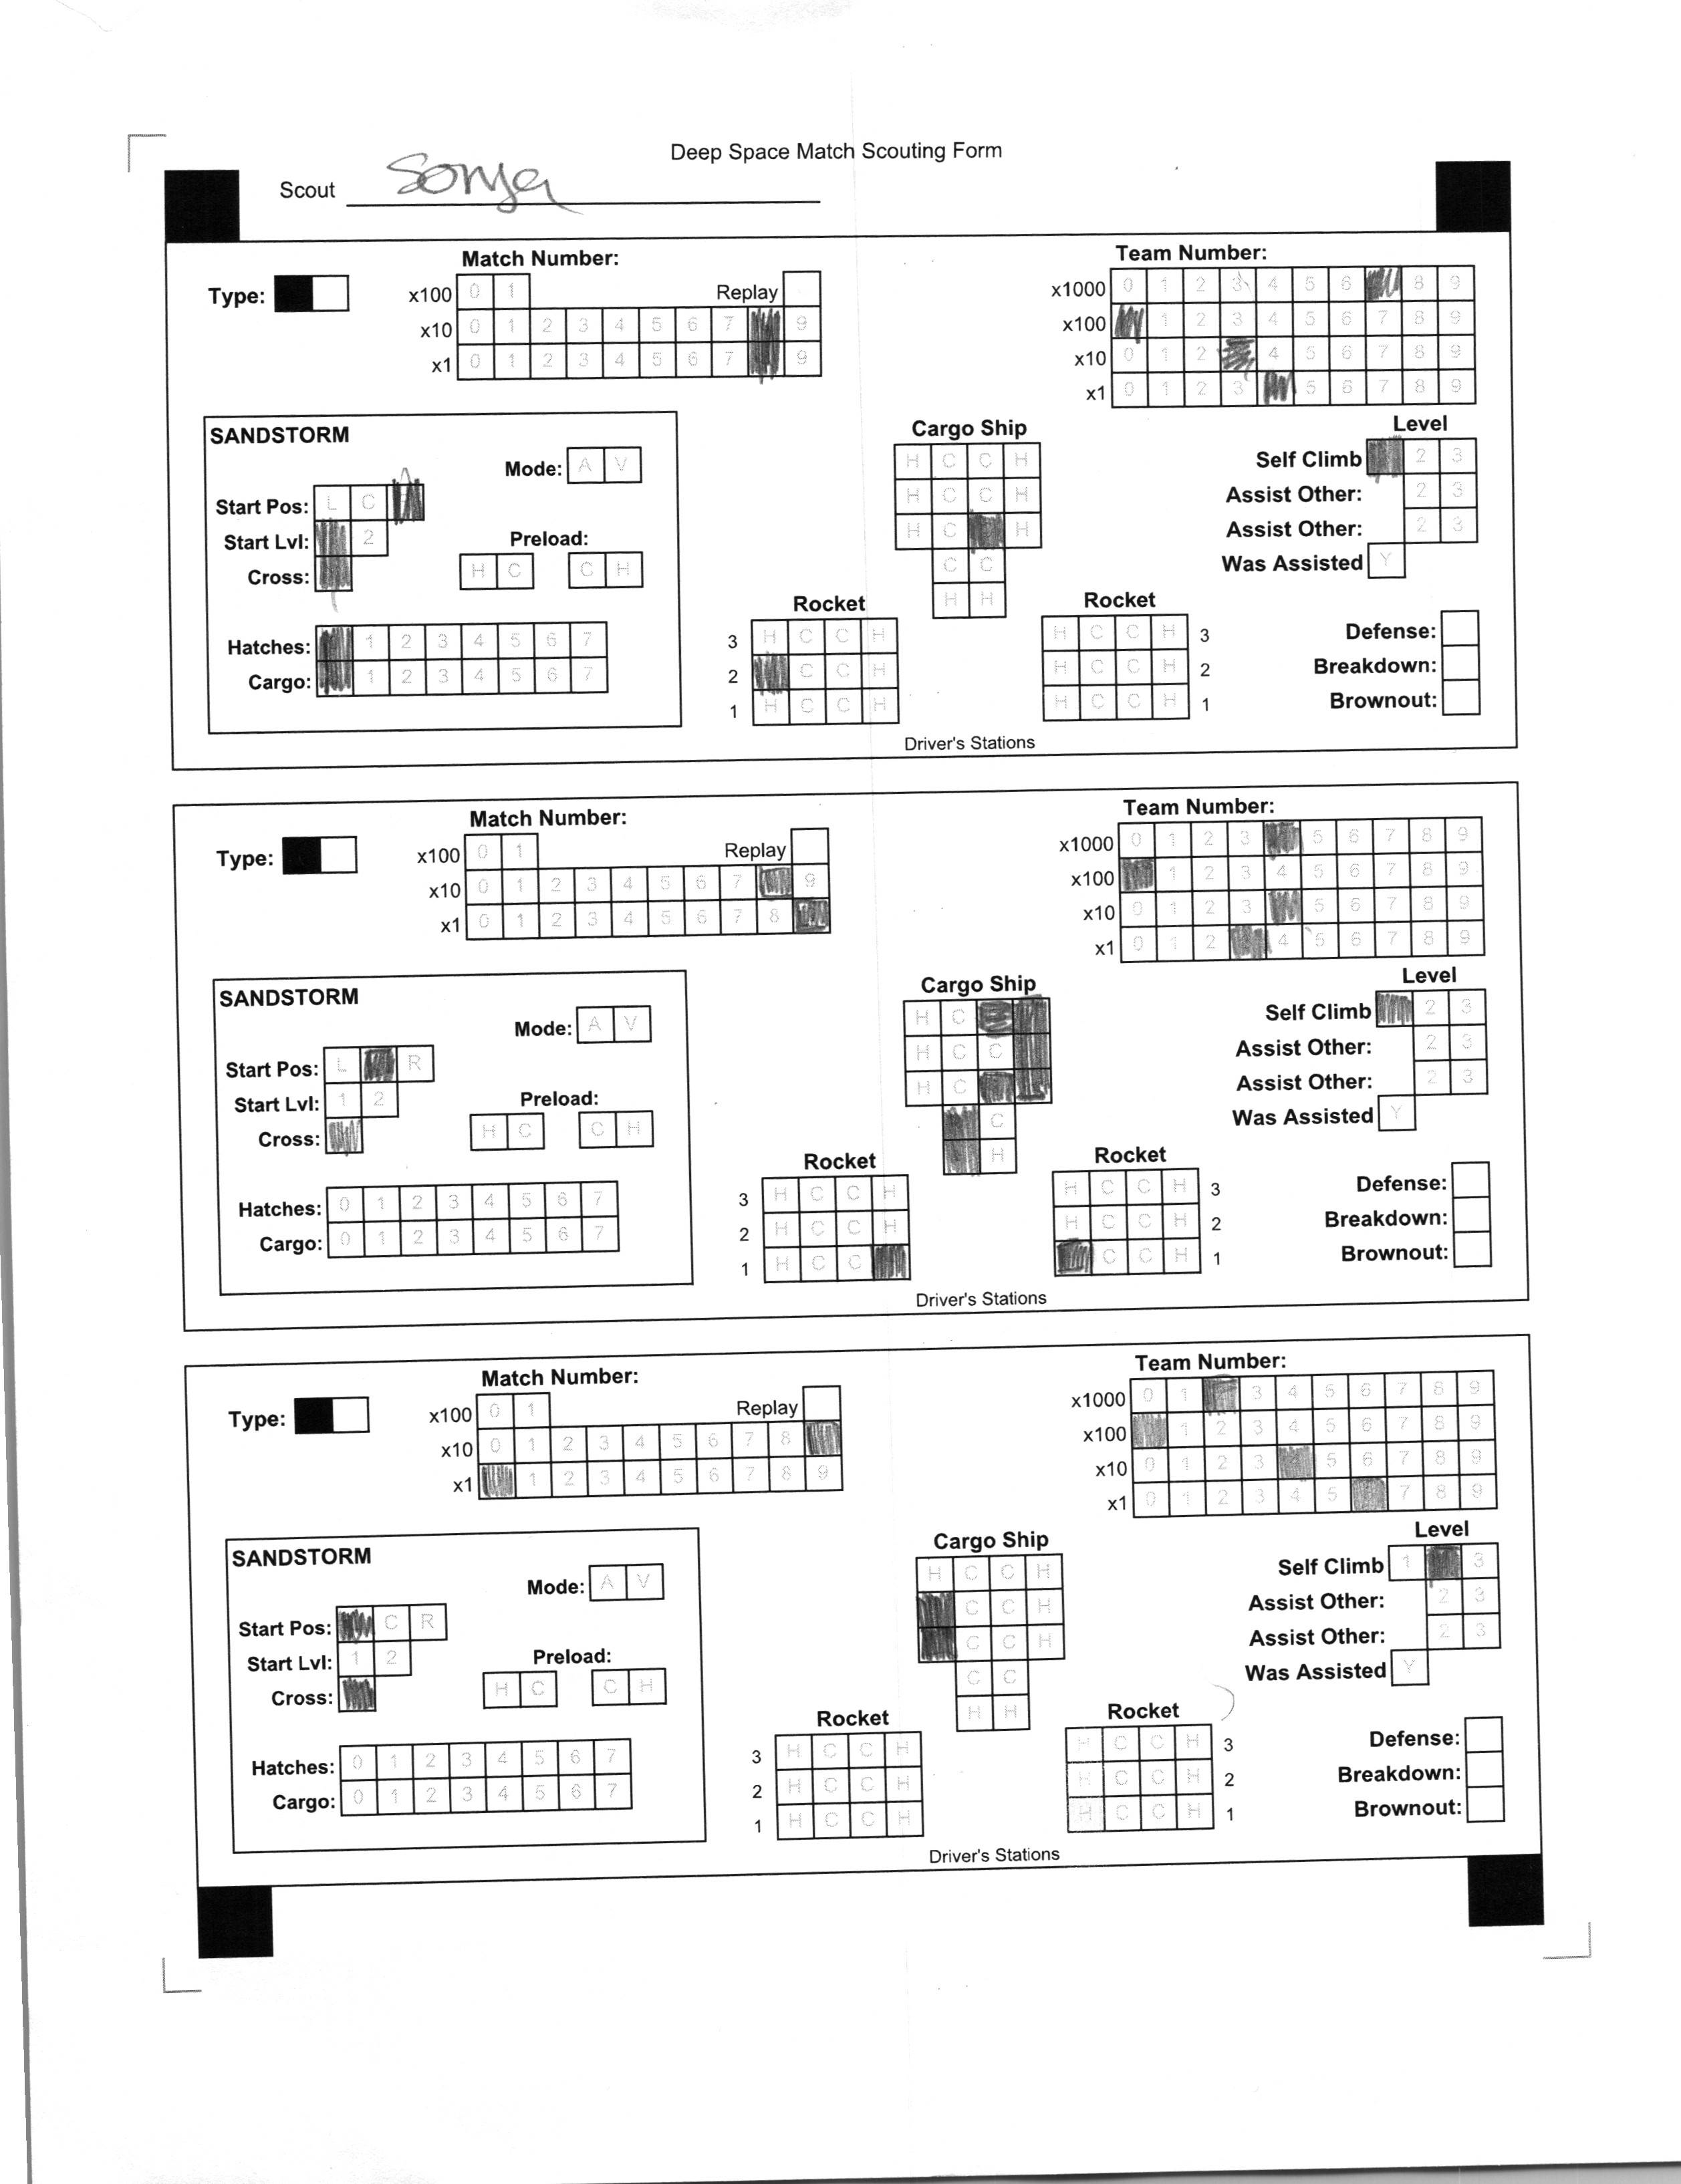 Deep Space Match Scouting Form
Scout Sonya
Match Number:
Team Number:
Type:
x100 0 1 Replay
x10 0 1 2 3 4 5 6 7 9
x1 0 1 2 3 4 5 6 7 9
x1000 0 1 2 3 4 5 6 8 9
x100 1 2 3 4 5 6 7 8 9
x10 0 1 2 4 5 6 7 8 9
x1 0 1 2 3 5 6 7 8 9
SANDSTORM
Mode: A V
Start Pos: L C
Start Lvl: 2
Cross:
Preload:
H C C H
Hatches: 1 2 3 4 5 6 7
Cargo: 1 2 3 4 5 6 7
Cargo Ship
H C C H
H C C H
H C H
C C
H H
Rocket
3 H C C H
2 C C H
1 H C C H
Rocket
H C C H 3
H C C H 2
H C C H 1
Driver's Stations
Level
Self Climb 2 3
Assist Other: 2 3
Assist Other: 2 3
Was Assisted Y
Defense:
Breakdown:
Brownout:
Match Number:
Team Number:
Type:
x100 0 1 Replay
x10 0 1 2 3 4 5 6 7 9
x1 0 1 2 3 4 5 6 7 8
x1000 0 1 2 3 5 6 7 8 9
x100 1 2 3 4 5 6 7 8 9
x10 0 1 2 3 5 6 7 8 9
x1 0 1 2 4 5 6 7 8 9
SANDSTORM
Mode: A V
Start Pos: L R
Start Lvl: 1 2
Cross:
Preload:
H C C H
Hatches: 0 1 2 3 4 5 6 7
Cargo: 0 1 2 3 4 5 6 7
Cargo Ship
H C
H C C
H C
C
H
Rocket
3 H C C H
2 H C C H
1 H C C
Rocket
H C C H 3
H C C H 2
C C H 1
Driver's Stations
Level
Self Climb 2 3
Assist Other: 2 3
Assist Other: 2 3
Was Assisted Y
Defense:
Breakdown:
Brownout:
Match Number:
Team Number:
Type:
x100 0 1 Replay
x10 0 1 2 3 4 5 6 7 8
x1 1 2 3 4 5 6 7 8 9
x1000 0 1 3 4 5 6 7 8 9
x100 1 2 3 4 5 6 7 8 9
x10 0 1 2 3 5 6 7 8 9
x1 0 1 2 3 4 5 7 8 9
SANDSTORM
Mode: A V
Start Pos: C R
Start Lvl: 1 2
Cross:
Preload:
H C C H
Hatches: 0 1 2 3 4 5 6 7
Cargo: 0 1 2 3 4 5 6 7
Cargo Ship
H C C H
C C H
C C H
C C
H H
Rocket
3 H C C H
2 H C C H
1 H C C H
Rocket
H C C H 3
H C C H 2
H C C H 1
Driver's Stations
Level
Self Climb 1 3
Assist Other: 2 3
Assist Other: 2 3
Was Assisted Y
Defense:
Breakdown:
Brownout: